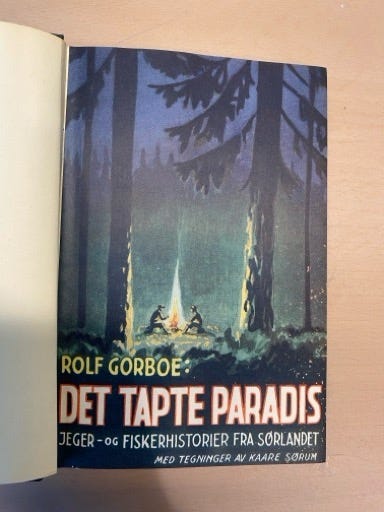 ROLF GORBOE:
DET TAPTE PARADIS
JEGER-OG FISKERHISTORIER FRA SØRLANDET
MED TEGNINGER AV KAARE SØRUM